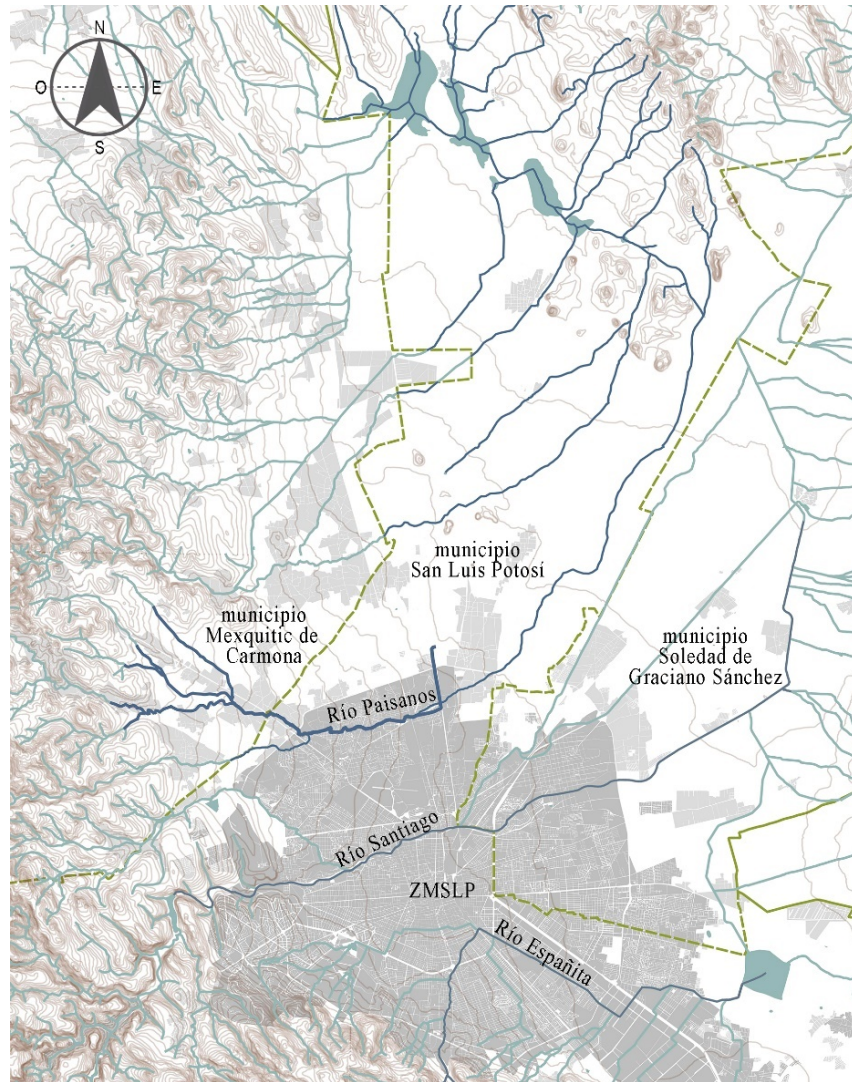 N
O
E
S
municipio
San Luis Potosí
municipio
Mexquitic de
Carmona
municipio
Soledad de
Graciano Sánchez
Río Paisanos
Río Santiago
ZMSLP
Río Españita